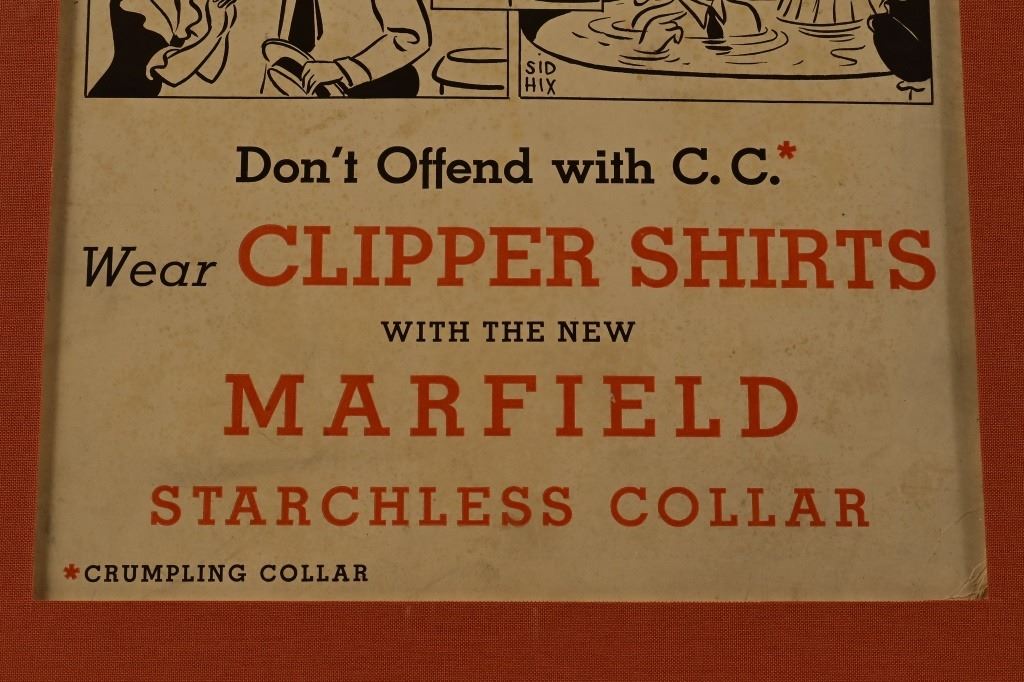 SID
HIX
Don't Offend with C.C.*
Wear CLIPPER SHIRTS
WITH THE NEW
MARFIELD
STARCHLESS COLLAR
*CRUMPLING COLLAR